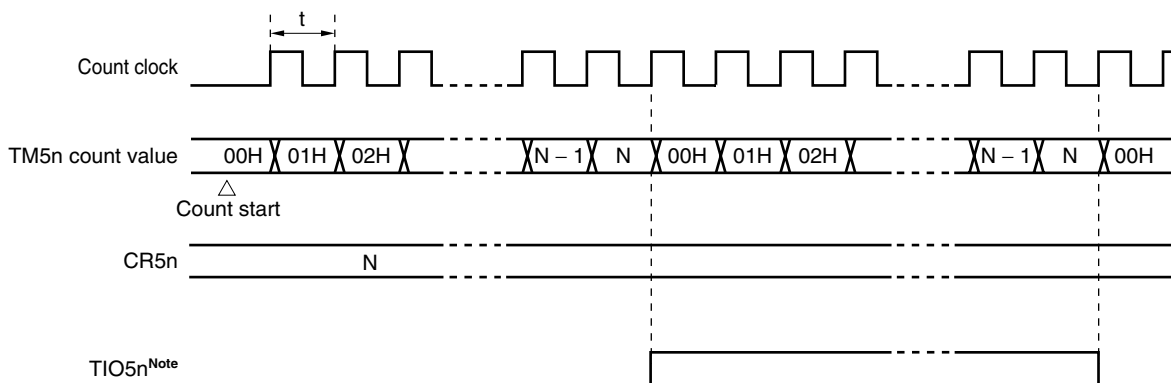 t
Count clock
TM5n count value 00H 01H 02H N − 1 N 00H 01H 02H N − 1 N 00H
Count start
CR5n N
TIO5nNote